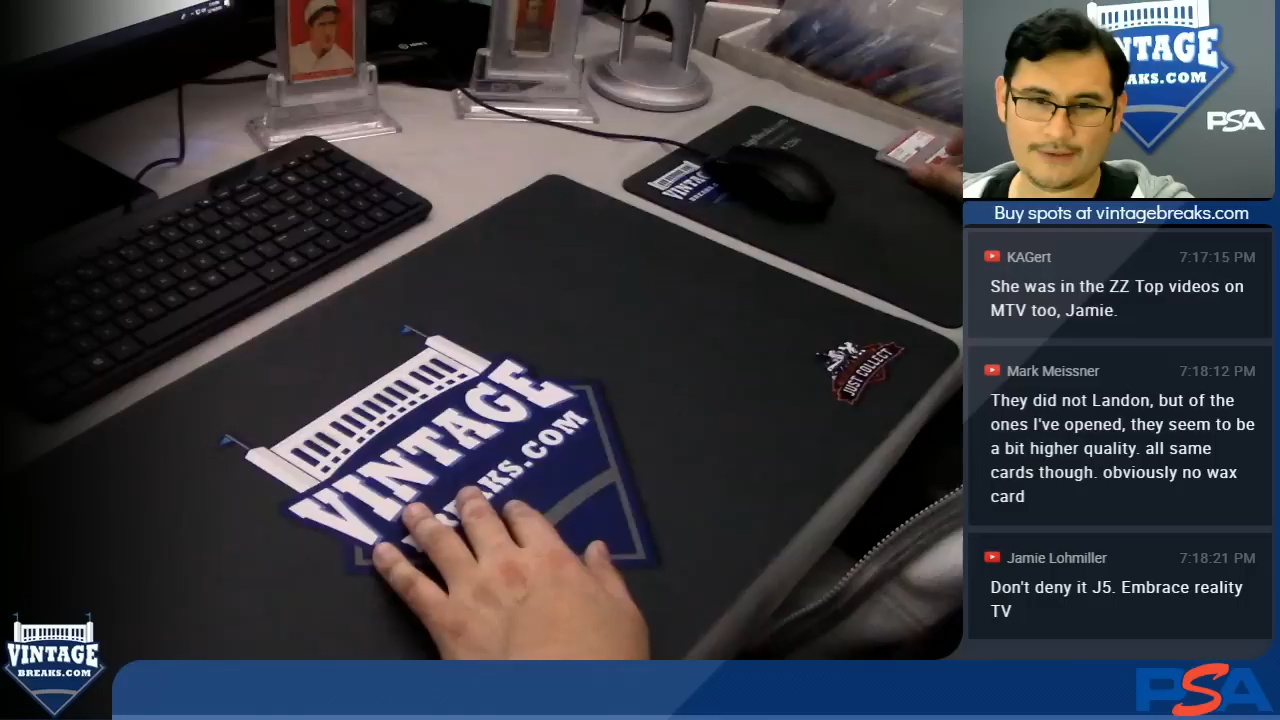 VINTAGE
AKS.COM
PSA
Buy spots at vintagebreaks.com
KAGert 7:17:15 PM
She was in the ZZ Top videos on
MTV too, Jamie.
Mark Meissner 7:18:12 PM
They did not Landon, but of the
ones I've opened, they seem to be
a bit higher quality. all same
cards though. obviously no wax
card
Jamie Lohmiller 7:18:21 PM
Don't deny it J5. Embrace reality
TV
JUST COLLECT
VINTAGE
AKS.COM
VINTAGE
BREAKS.COM
PSA